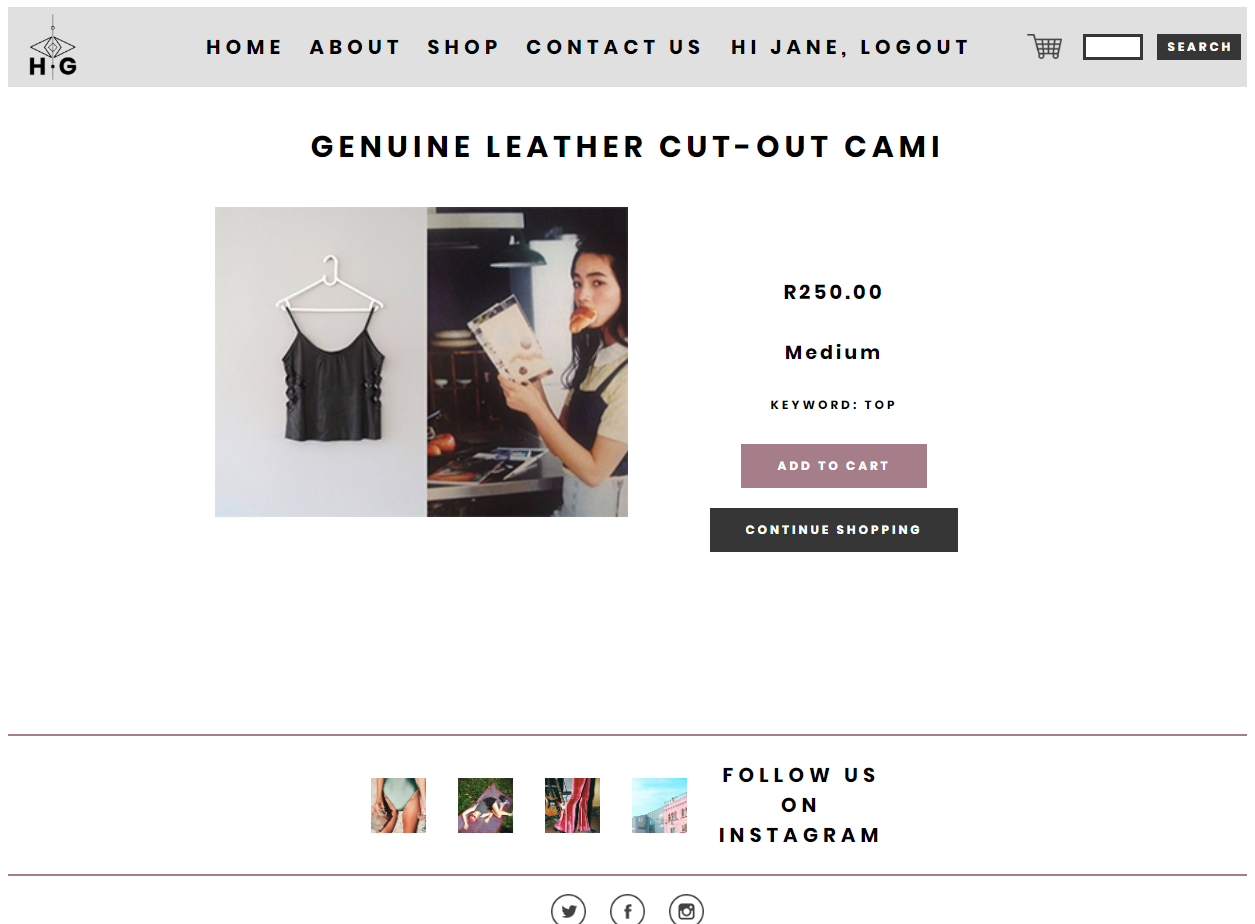 H·G
HOME ABOUT SHOP CONTACT US HI JANE, LOGOUT
SEARCH
GENUINE LEATHER CUT-OUT CAMI
R250.00
Medium
KEYWORD: TOP
ADD TO CART
CONTINUE SHOPPING
FOLLOW US
ON
INSTAGRAM